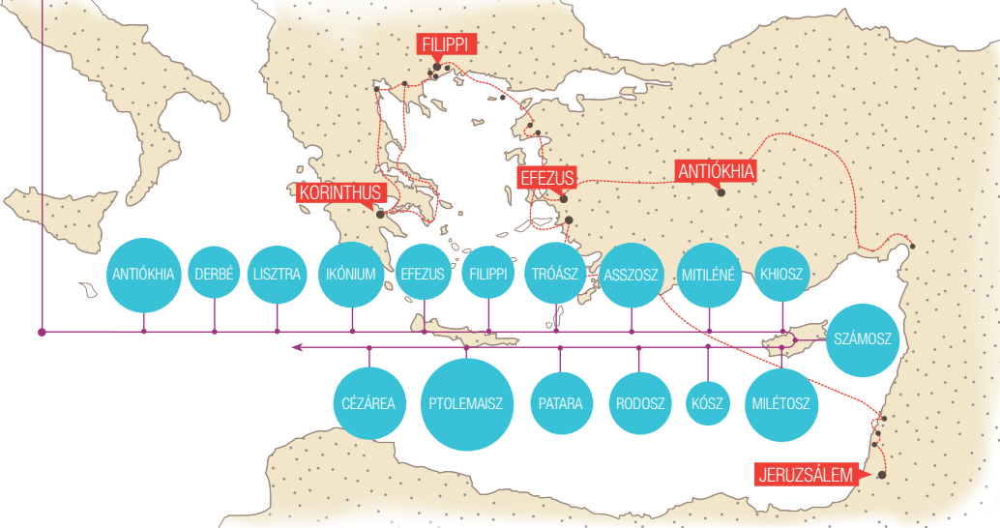 FILIPPI
KORINTHUS
EFEZUS
ANTIÓKHIA
ANTIÓKHIA
DERBÉ
LISZTRA
IKÓNIUM
EFEZUS
FILIPPI
TRÓÁSZ
ASSZOSZ
MITILÉNÉ
KHIOSZ
SZÁMOSZ
CÉZÁREA
PTOLEMAISZ
PATARA
RODOSZ
KÓSZ
MILÉTOSZ
JERUZSÁLEM